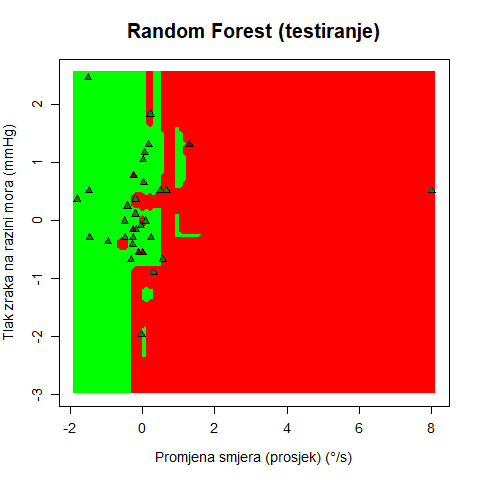 Random Forest (testiranje)
Tlak zraka na razini mora (mmHg)
2
1
0
-1
-2
-3
-2 0 2 4 6 8
Promjena smjera (prosjek) (°/s)